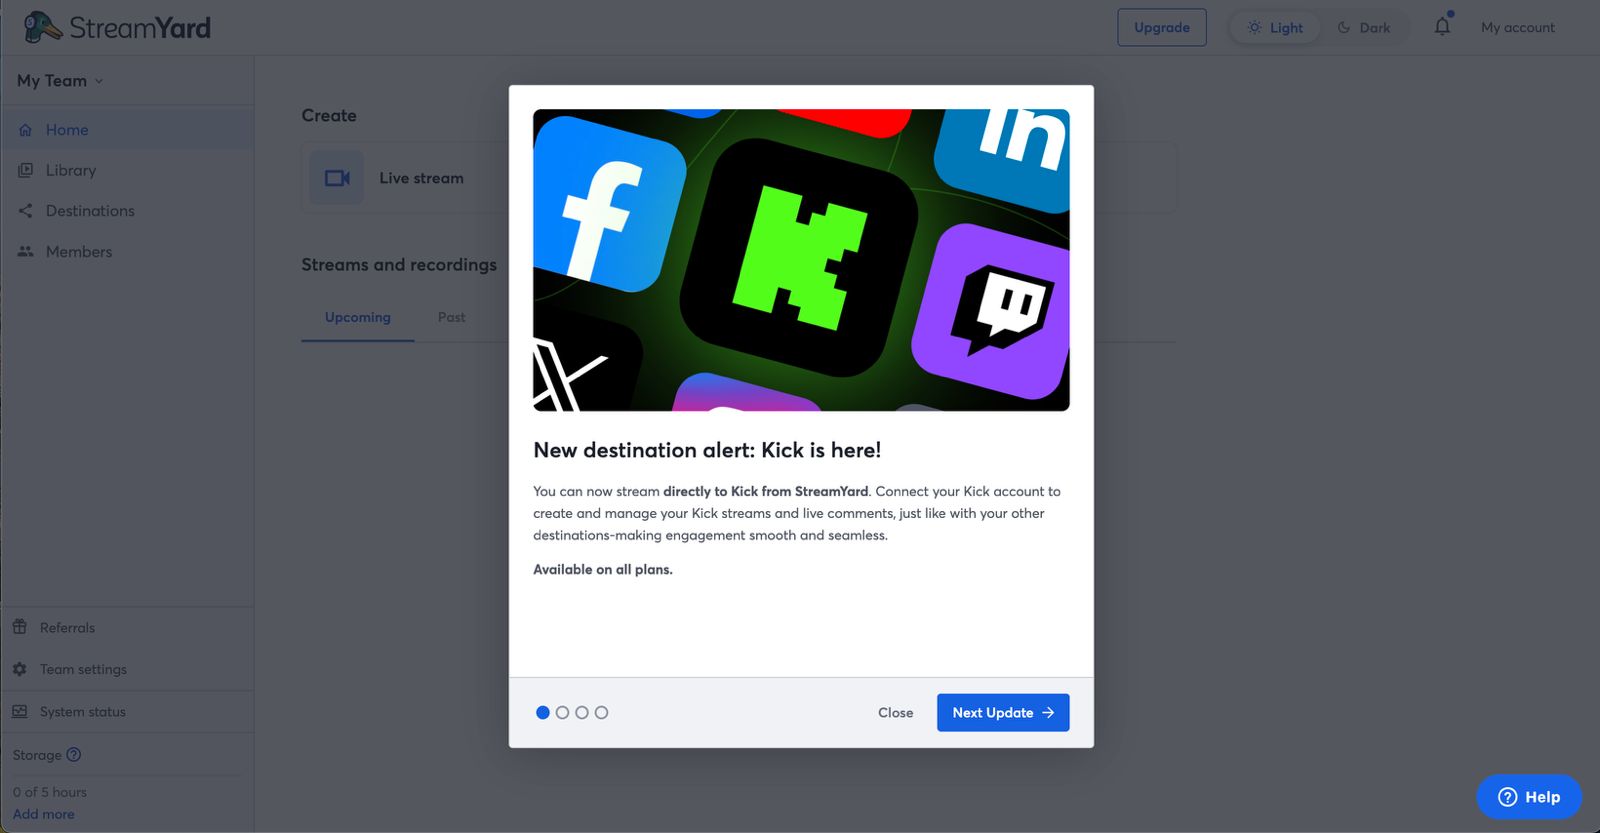 StreamYard
Upgrade
Light
Dark
My account
My Team
Home
Library
Destinations
Members
Create
Live stream
Streams and recordings
Upcoming
Past
in
f
K
X
New destination alert: Kick is here!
You can now stream directly to Kick from StreamYard. Connect your Kick account to
create and manage your Kick streams and live comments, just like with your other
destinations-making engagement smooth and seamless.
Available on all plans.
Close
Next Update →
Referrals
Team settings
System status
Storage ?
0 of 5 hours
Add more
? Help